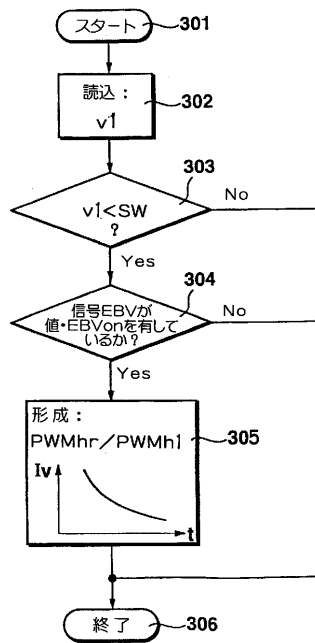 スタート
301
読込：
v1
302
303
v1<SW
?
No
Yes
304
信号EBVが
値・EBVonを有して
いるか？
No
Yes
形成：
PWMhr／PWMh1
Iv
t
305
終了
306